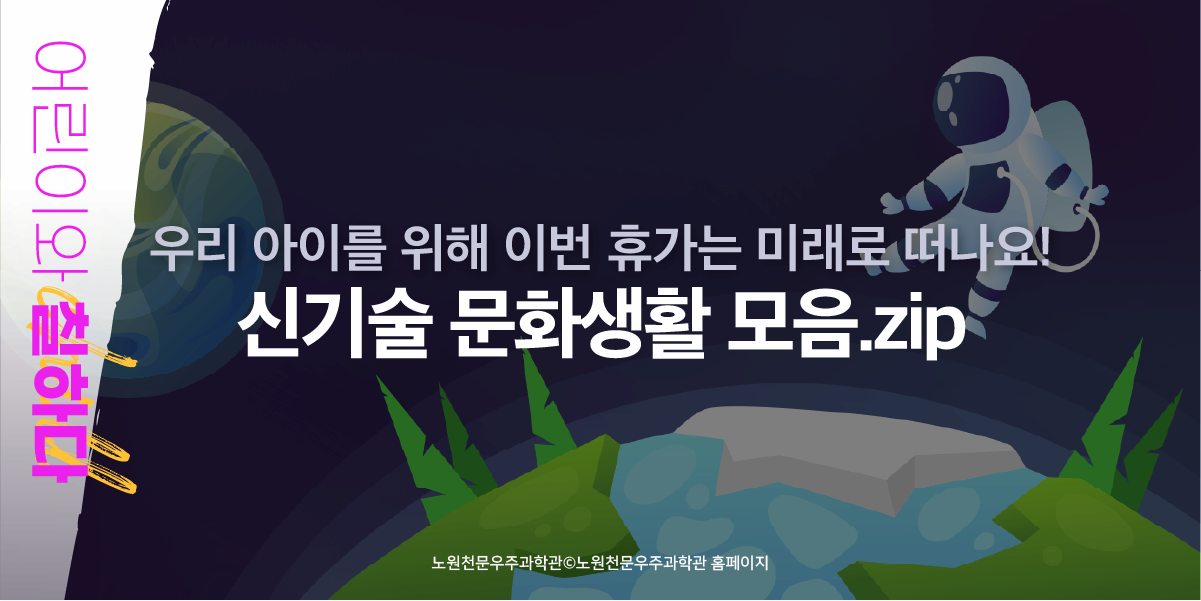 어린이와 친하다
우리 아이를 위해 이번 휴가는 미래로 떠나요!
신기술 문화생활 모음.zip
노원천문우주과학관©노원천문우주과학관 홈페이지